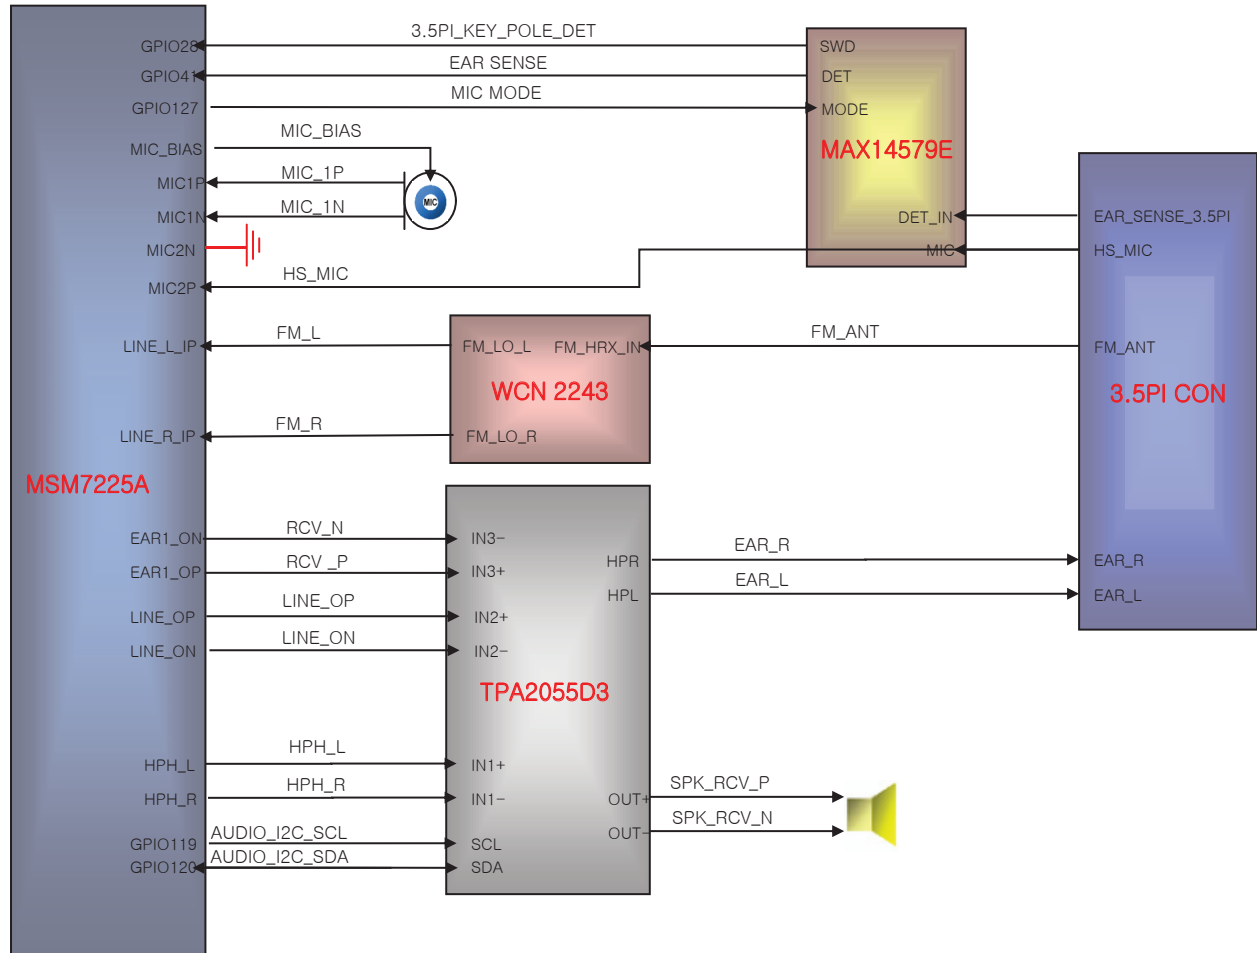 3.5PI_KEY_POLE_DET
GPIO28
SWD
EAR SENSE
GPIO41
DET
MIC MODE
GPIO127
MODE
MIC_BIAS
MIC_BIAS
MAX14579E
MIC_1P
MIC1P
MIC
MIC_1N
MIC1N
DET_IN
EAR_SENSE_3.5PI
MIC2N
MIC
HS_MIC
HS_MIC
MIC2P
FM_L
FM_ANT
LINE_L_IP
FM_LO_L
FM_HRX_IN
FM_ANT
WCN 2243
3.5PI CON
FM_R
LINE_R_IP
FM_LO_R
MSM7225A
RCV_N
EAR1_ON
IN3-
EAR_R
RCV _P
HPR
EAR_R
EAR1_OP
IN3+
EAR_L
LINE_OP
HPL
EAR_L
LINE_OP
IN2+
LINE_ON
LINE_ON
IN2-
TPA2055D3
HPH_L
HPH_L
IN1+
HPH_R
SPK_RCV_P
HPH_R
IN1-
OUT+
SPK_RCV_N
AUDIO_I2C_SCL
OUT-
GPIO119
SCL
AUDIO_I2C_SDA
GPIO120
SDA